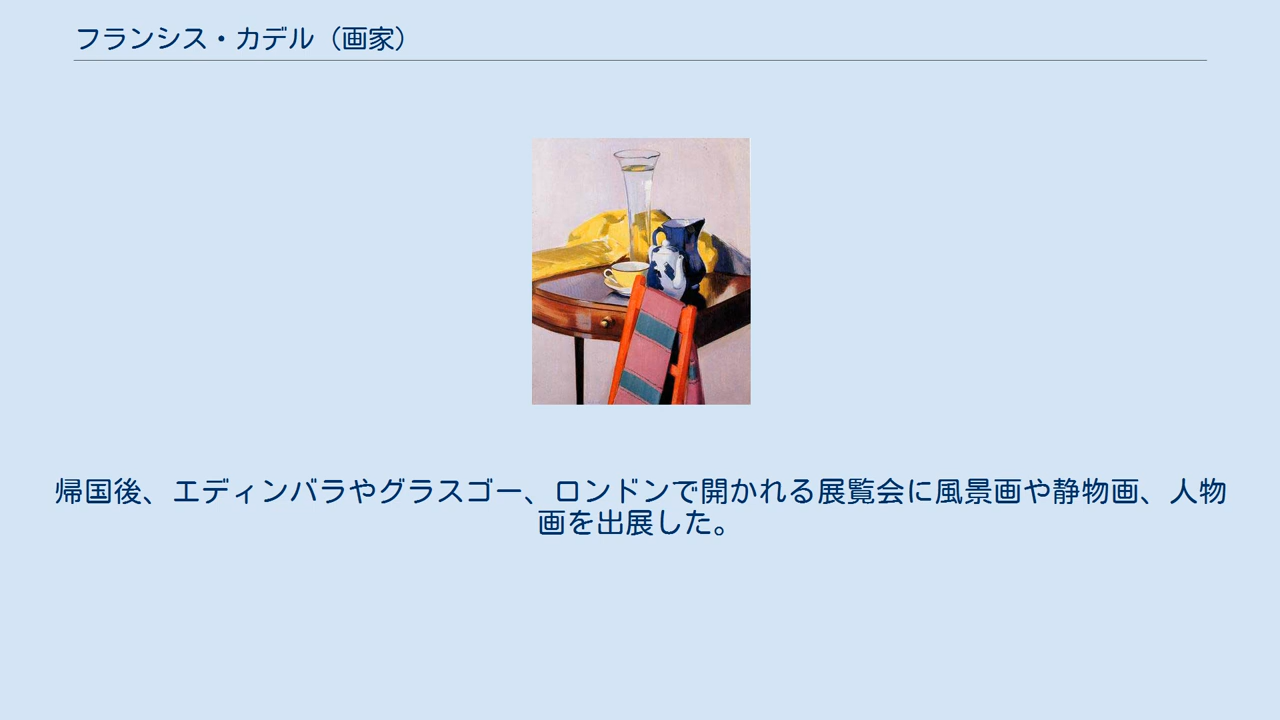 フランシス・カデル（画家）
帰国後、エディンバラやグラスゴー、ロンドンで開かれる展覧会に風景画や静物画、人物
画を出展した。